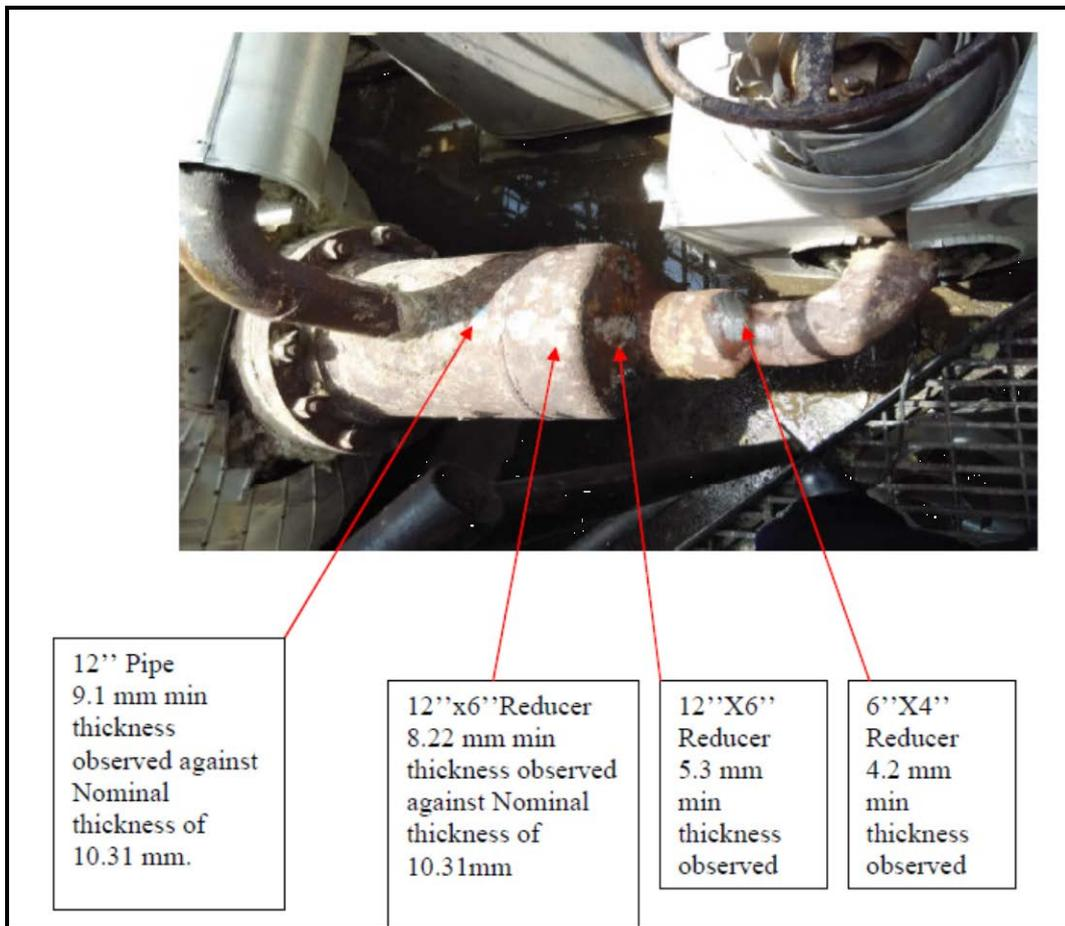 12’’ Pipe
9.1 mm min
thickness
observed against
Nominal
thickness of
10.31 mm.
12’’x6’’Reducer
8.22 mm min
thickness observed
against Nominal
thickness of
10.31mm
12’’X6’’
Reducer
5.3 mm
min
thickness
observed
6’’X4’’
Reducer
4.2 mm
min
thickness
observed